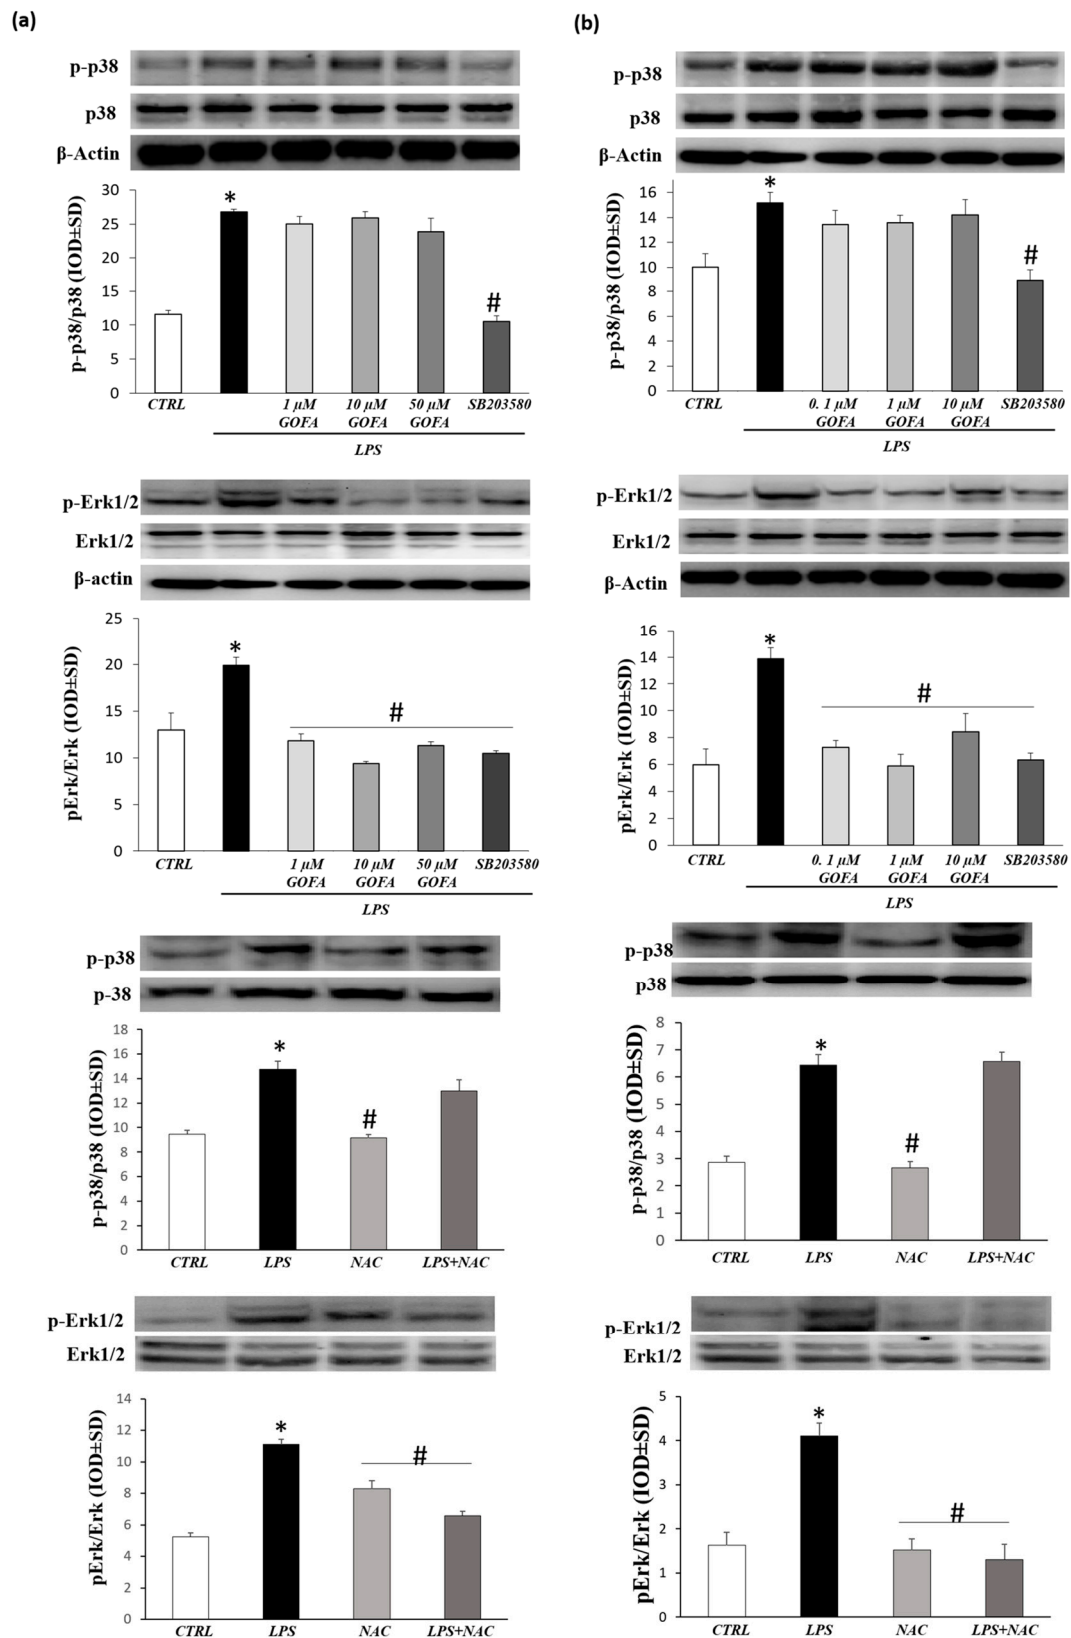 (a)
p-p38
p38
β-Actin
p-p38/p38 (IOD±SD)
30
25
20
15
10
5
0
*
#
CTRL
1 μM GOFA
10 μM GOFA
50 μM GOFA
SB203580
LPS
p-Erk1/2
Erk1/2
β-actin
pErk/Erk (IOD±SD)
25
20
15
10
5
0
*
#
CTRL
1 μM GOFA
10 μM GOFA
50 μM GOFA
SB203580
LPS
p-p38
p-38
p-p38/p38 (IOD±SD)
18
16
14
12
10
8
6
4
2
0
*
#
CTRL
LPS
NAC
LPS+NAC
p-Erk1/2
Erk1/2
pErk/Erk (IOD±SD)
14
12
10
8
6
4
2
0
*
#
CTRL
LPS
NAC
LPS+NAC
(b)
p-p38
p38
β-Actin
p-p38/p38 (IOD±SD)
16
14
12
10
8
6
4
2
0
*
#
CTRL
0. 1 μM GOFA
1 μM GOFA
10 μM GOFA
SB203580
LPS
p-Erk1/2
Erk1/2
β-Actin
pErk/Erk (IOD±SD)
16
14
12
10
8
6
4
2
0
*
#
CTRL
0. 1 μM GOFA
1 μM GOFA
10 μM GOFA
SB203580
LPS
p-p38
p38
p-p38/p38 (IOD±SD)
8
7
6
5
4
3
2
1
0
*
#
CTRL
LPS
NAC
LPS+NAC
p-Erk1/2
Erk1/2
pErk/Erk (IOD±SD)
5
4
3
2
1
0
*
#
CTRL
LPS
NAC
LPS+NAC